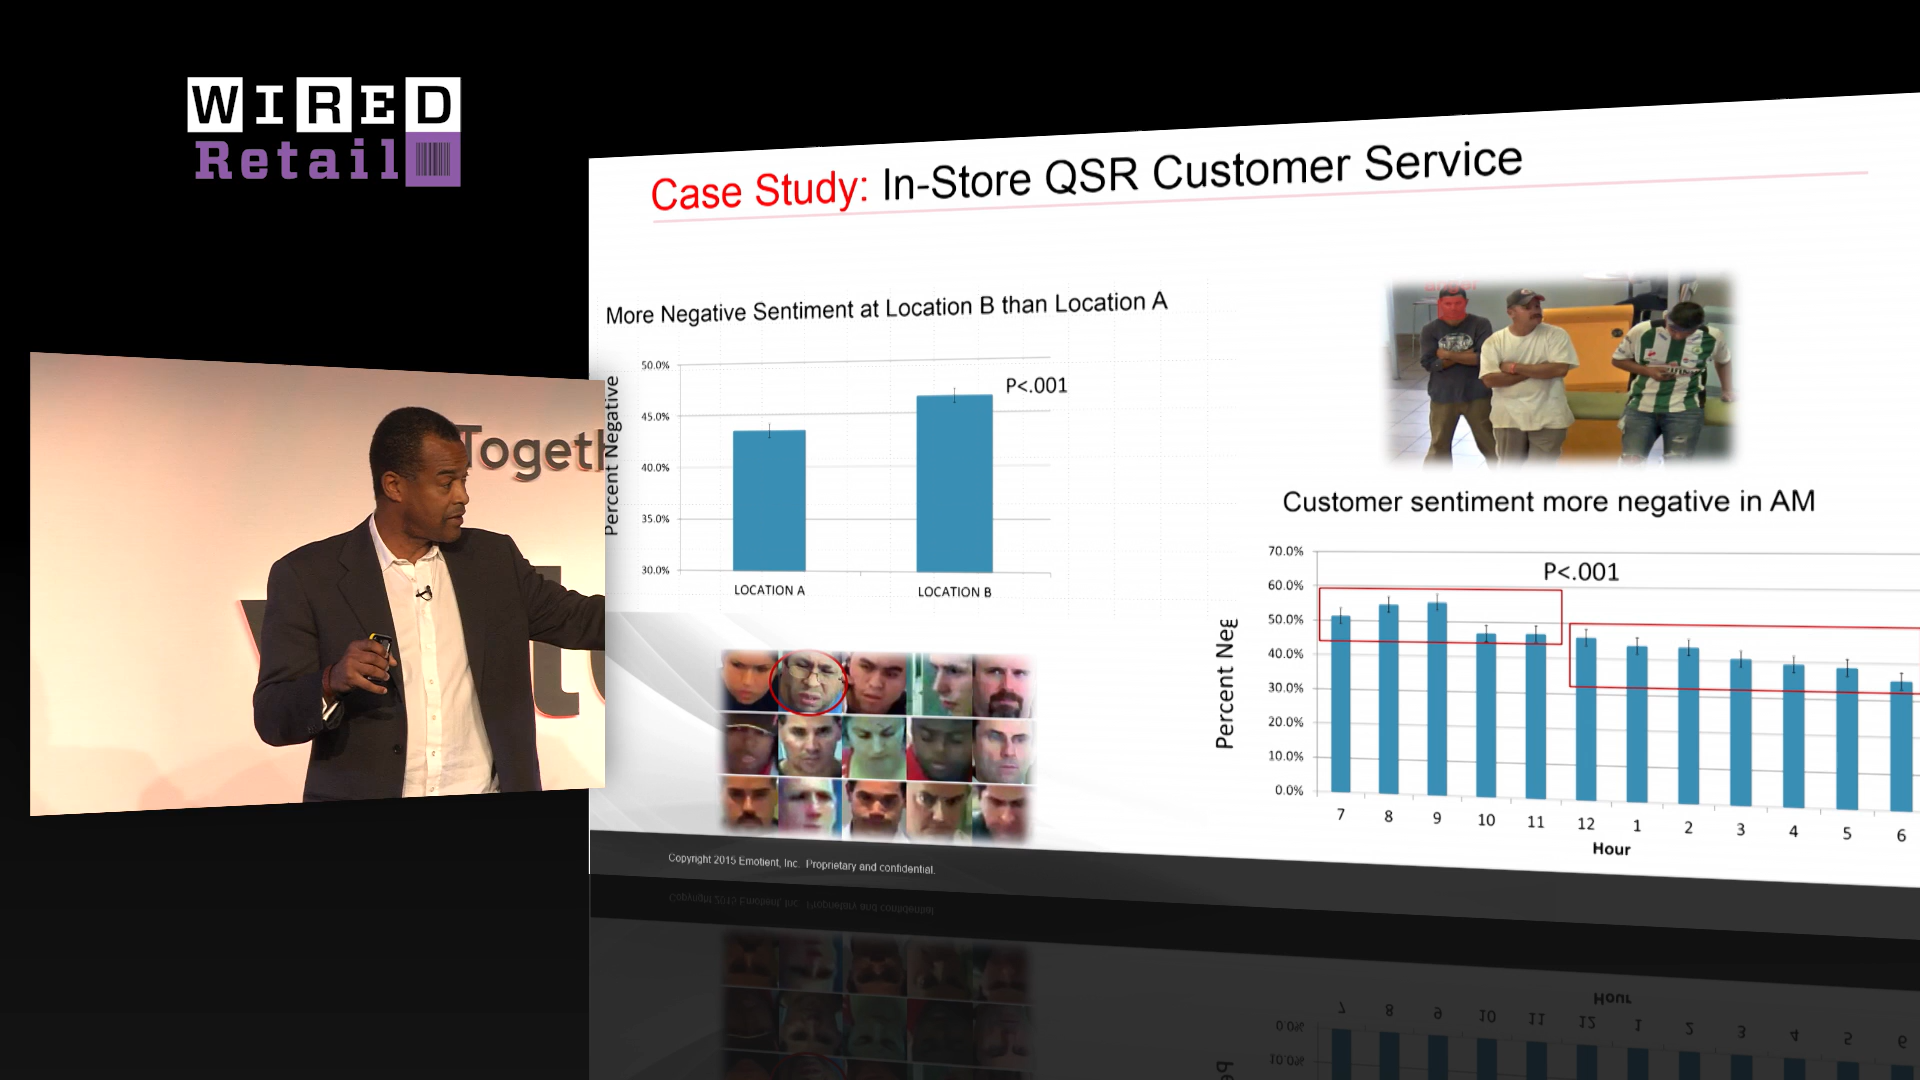 WIRED
Retail
Case Study: In-Store QSR Customer Service
More Negative Sentiment at Location B than Location A
Percent Negative
50.0%
45.0%
40.0%
35.0%
30.0%
P<.001
LOCATION A
LOCATION B
Togeth
Customer sentiment more negative in AM
Percent Neg
70.0%
60.0%
50.0%
40.0%
30.0%
20.0%
10.0%
0.0%
P<.001
7 8 9 10 11 12 1 2 3 4 5 6
Hour
Copyright 2015 Emotient, Inc. Proprietary and confidential.